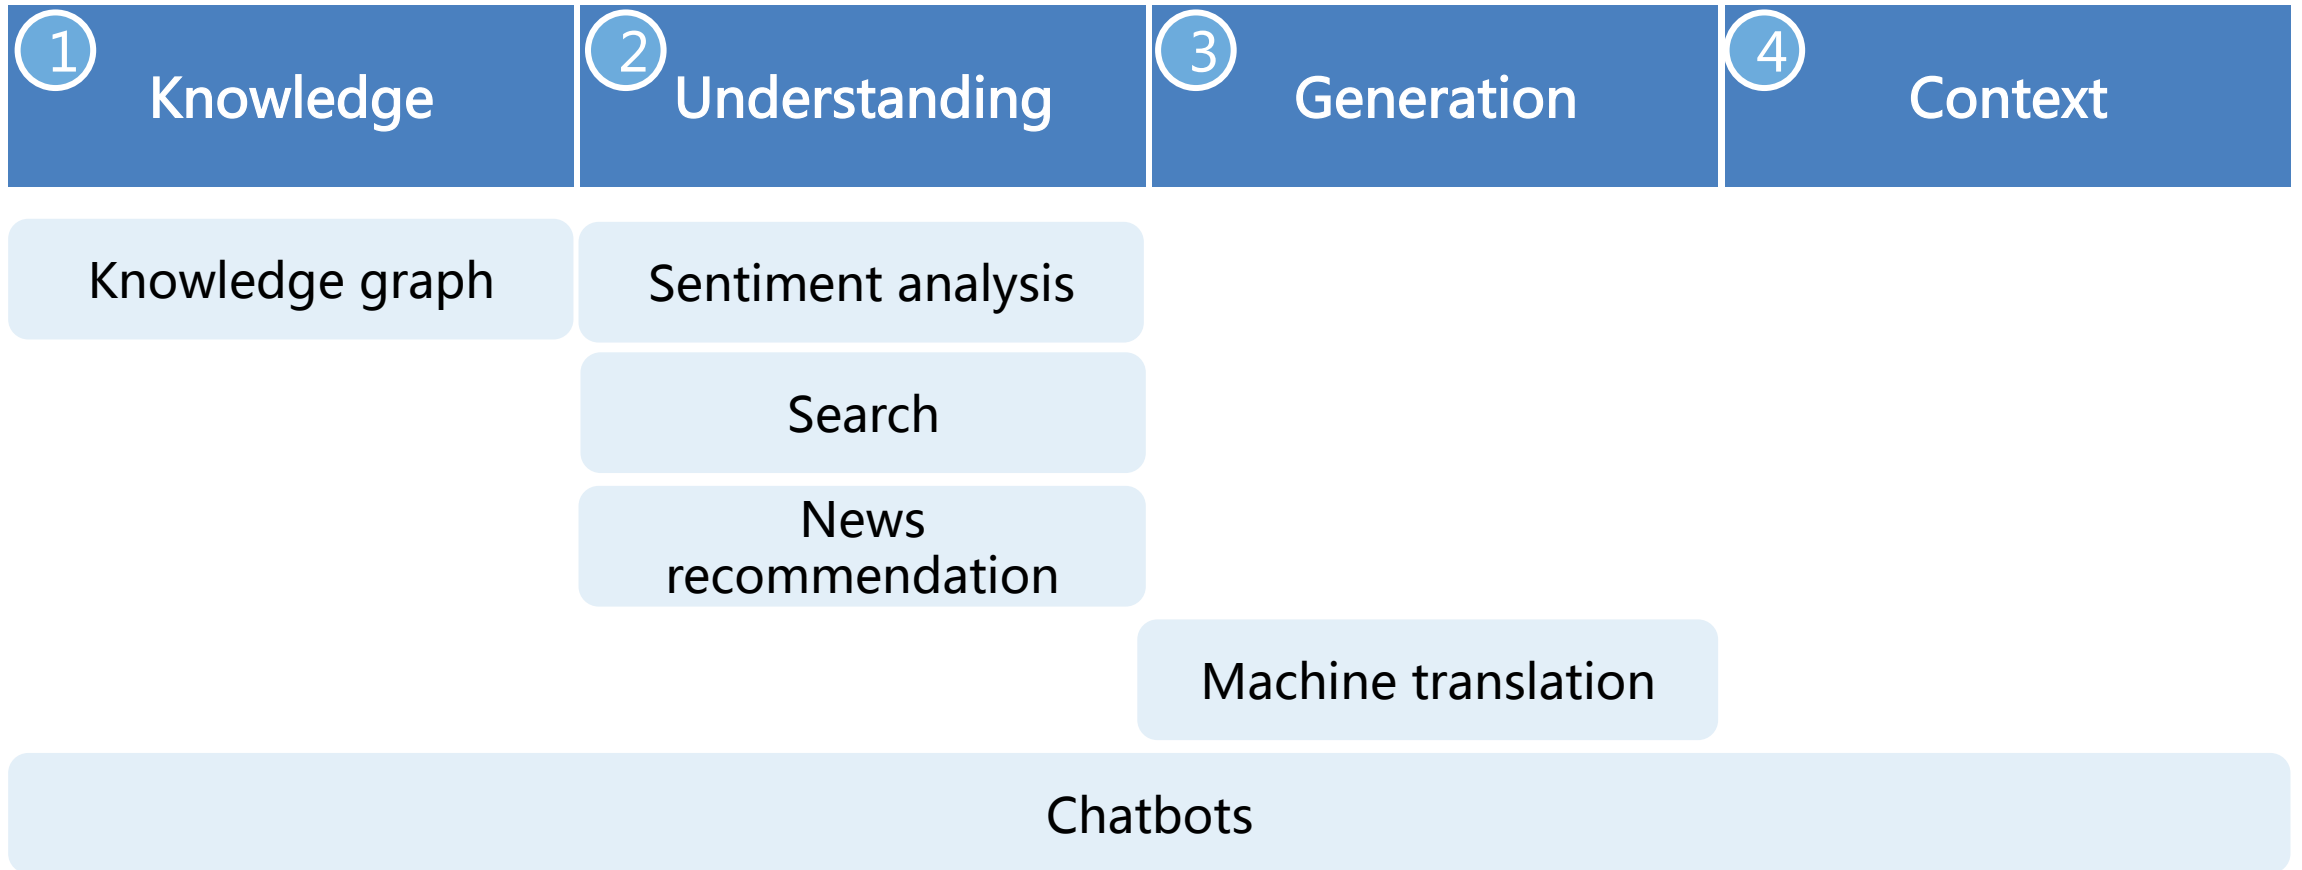 1
Knowledge
2
Understanding
3
Generation
4
Context
Knowledge graph
Sentiment analysis
Search
News
recommendation
Machine translation
Chatbots